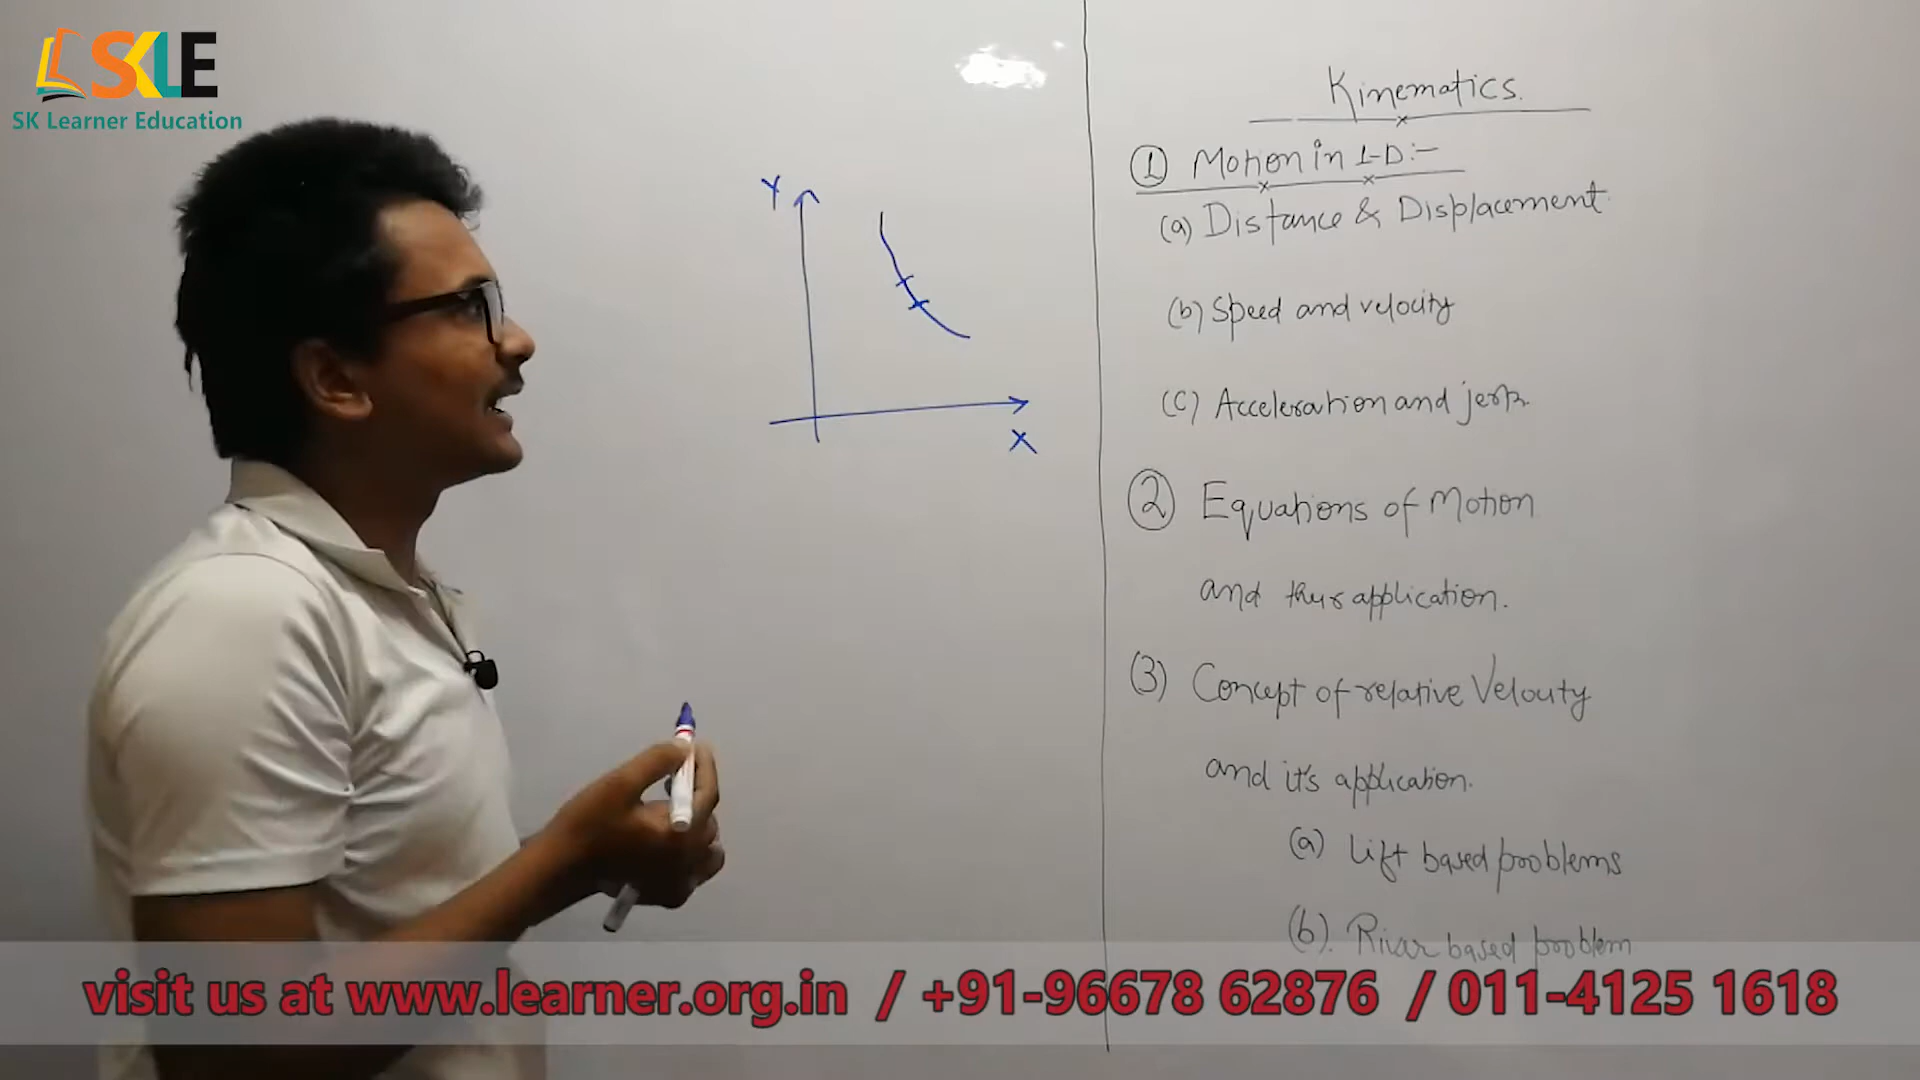 SKLE
SK Learner Education
Y
X
Kinematics.
① Motion in 1-D:-
(a) Distance & Displacement
(b) Speed and velocity
(c) Acceleration and jerk
② Equations of Motion
and their application.
(3) Concept of relative Velocity
and it's application.
(a) Lift based problems
(b). River based problem
visit us at www.learner.org.in / +91-96678 62876 / 011-4125 1618